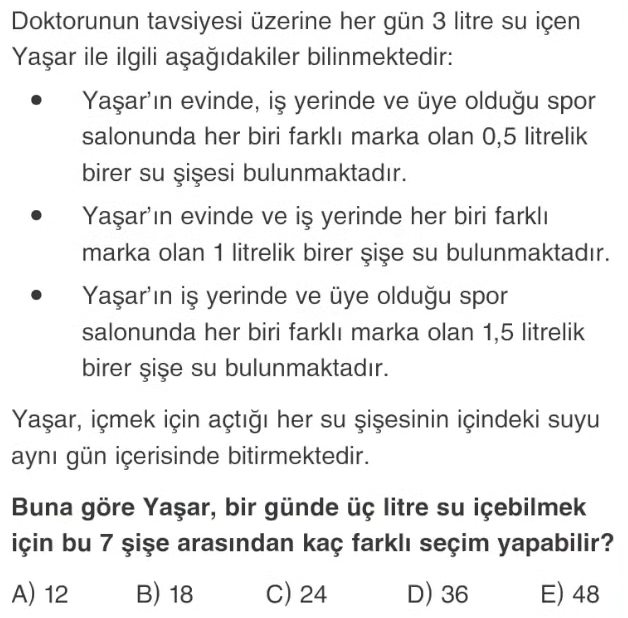 Doktorunun tavsiyesi üzerine her gün 3 litre su içen
Yaşar ile ilgili aşağıdakiler bilinmektedir:
• Yaşar'ın evinde, iş yerinde ve üye olduğu spor
salonunda her biri farklı marka olan 0,5 litrelik
birer su şişesi bulunmaktadır.
• Yaşar'ın evinde ve iş yerinde her biri farklı
marka olan 1 litrelik birer şişe su bulunmaktadır.
• Yaşar'ın iş yerinde ve üye olduğu spor
salonunda her biri farklı marka olan 1,5 litrelik
birer şişe su bulunmaktadır.
Yaşar, içmek için açtığı her su şişesinin içindeki suyu
aynı gün içerisinde bitirmektedir.
Buna göre Yaşar, bir günde üç litre su içebilmek
için bu 7 şişe arasından kaç farklı seçim yapabilir?
A) 12 B) 18 C) 24 D) 36 E) 48